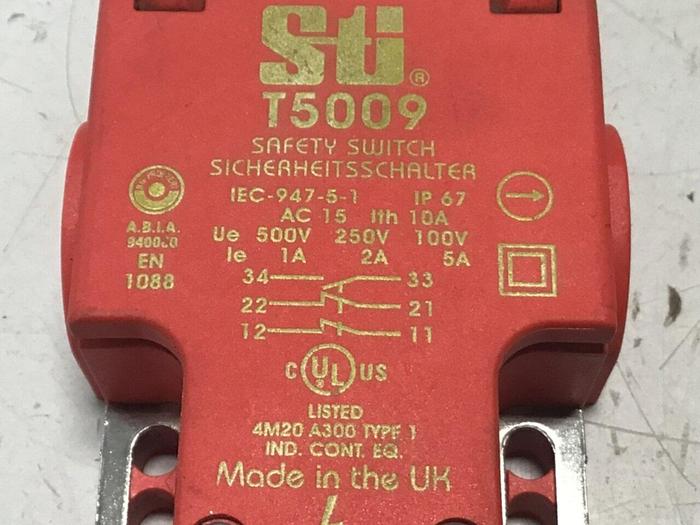 Sti®
T5009
SAFETY SWITCH
SICHERHEITSSCHALTER
IEC-947-5-1 IP 67
AC 15 Ith 10A
Ue 500V 250V 100V
Ie 1A 2A 5A
A.B.I.A.
EN
1088
34 33
22 21
12 11
C UL US
LISTED
4M20 A300 TYPE 1
IND. CONT. EQ.
Made in the UK